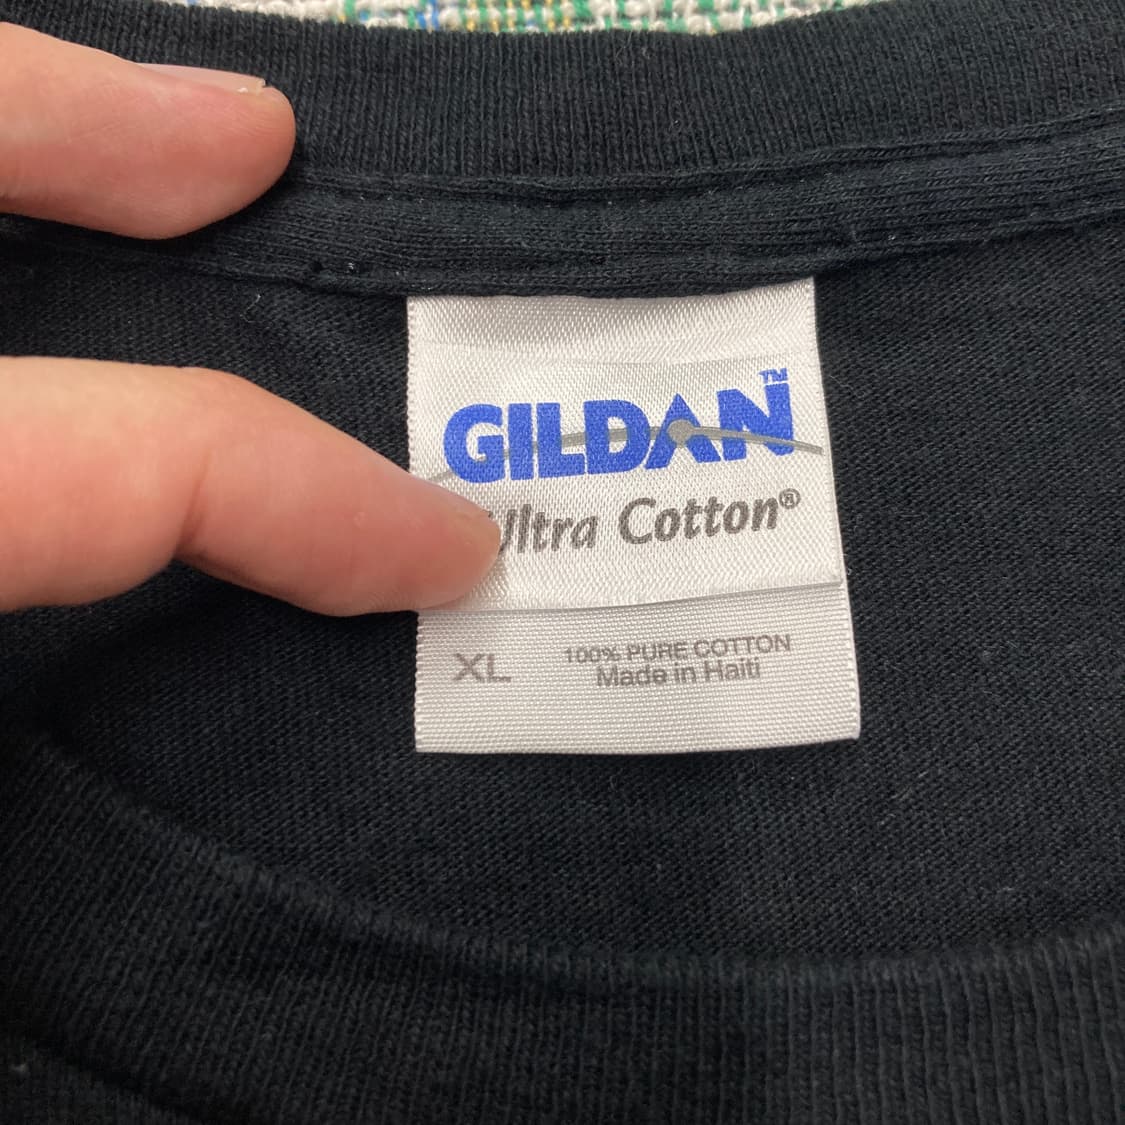 GILDAN™
Ultra Cotton®
XL
100% PURE COTTON
Made in Haiti